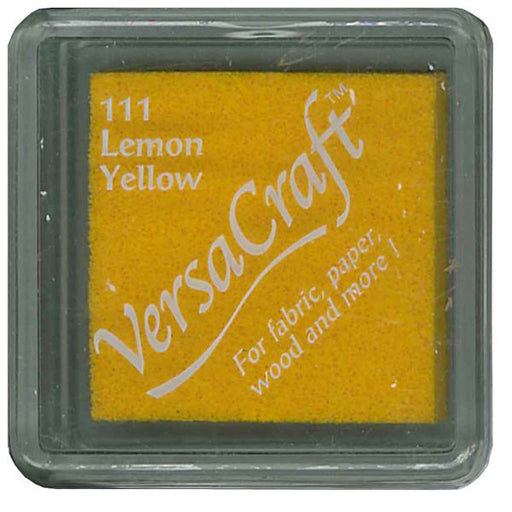 111
Lemon
Yellow
VersaCraft™
For fabric, paper,
wood and more !